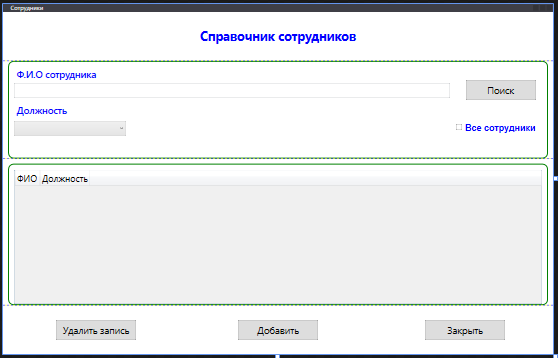 Сотрудники
Справочник сотрудников
Ф.И.О сотрудника
Поиск
Должность
Все сотрудники
ФИО Должность
Удалить запись Добавить Закрыть